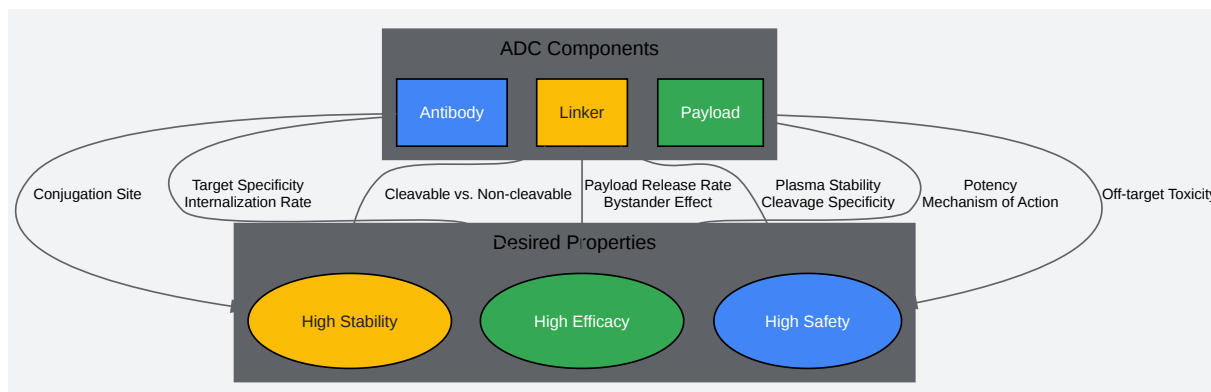 ADC Components
Antibody
Linker
Payload
Conjugation Site
Target Specificity
Internalization Rate
Cleavable vs. Non-cleavable
Payload Release Rate
Bystander Effect
Plasma Stability
Cleavage Specificity
Potency
Mechanism of Action
Off-target Toxicity
Desired Properties
High Stability
High Efficacy
High Safety